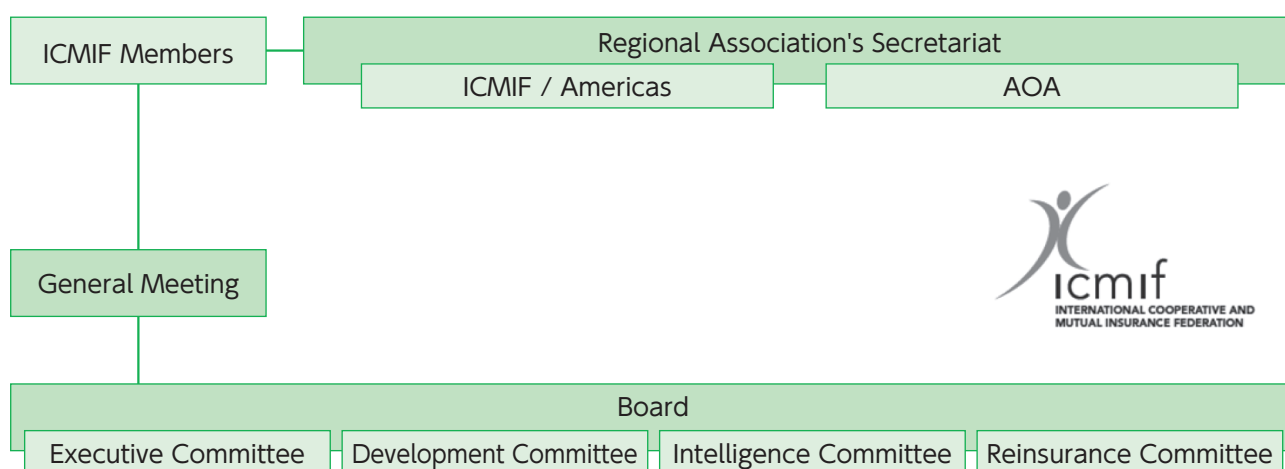 ICMIF Members
Regional Association's Secretariat
ICMIF / Americas
AOA
General Meeting
icmif
INTERNATIONAL COOPERATIVE AND
MUTUAL INSURANCE FEDERATION
Board
Executive Committee
Development Committee
Intelligence Committee
Reinsurance Committee